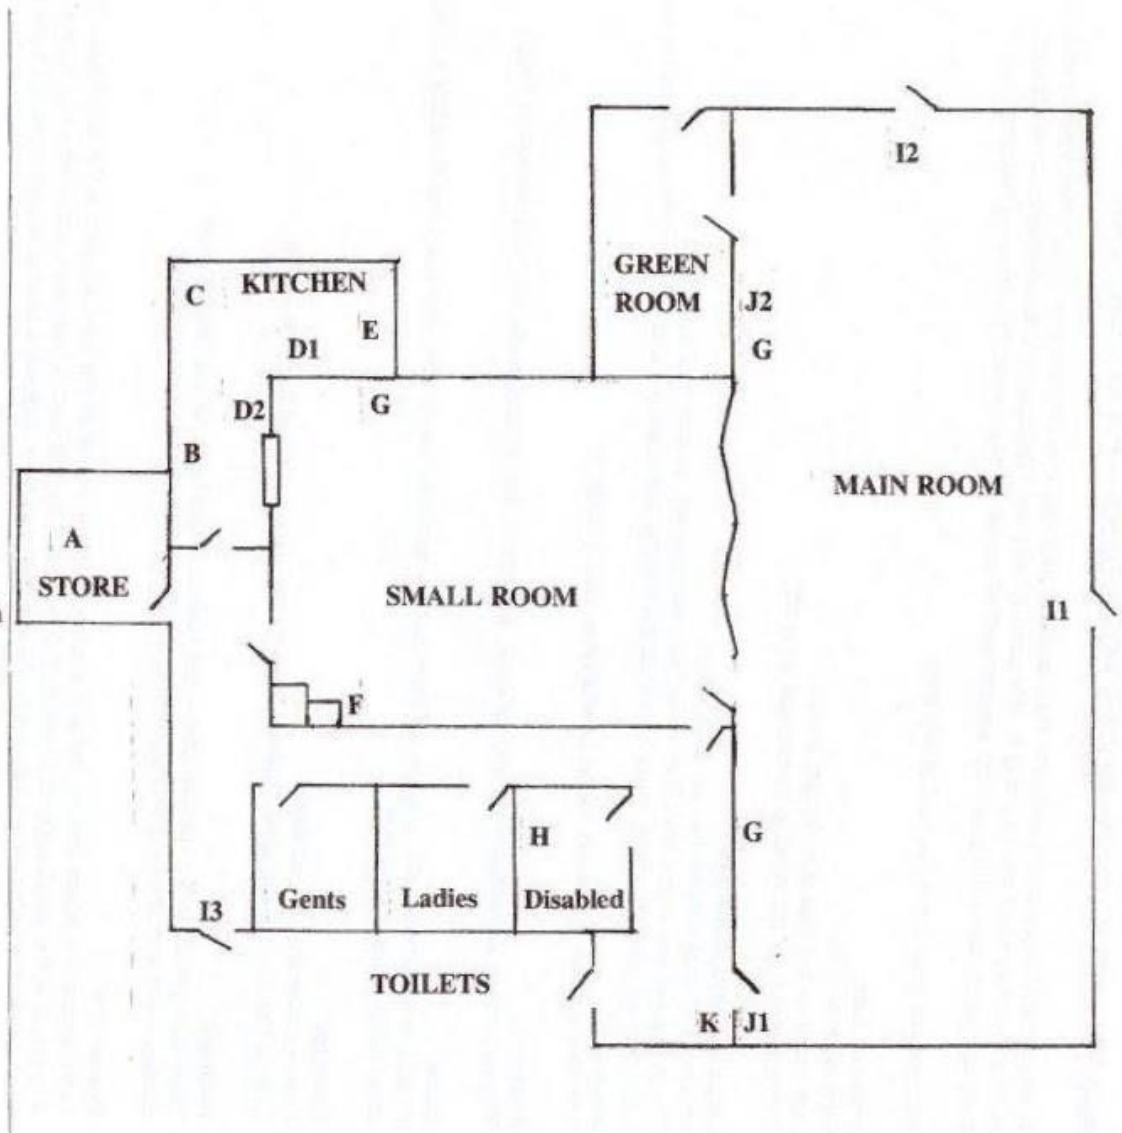 I2
GREEN
ROOM
J2
G
KITCHEN
C
E
D1
D2
G
B
MAIN ROOM
A
STORE
SMALL ROOM
I1
F
G
H
Gents
Ladies
Disabled
I3
TOILETS
K
J1